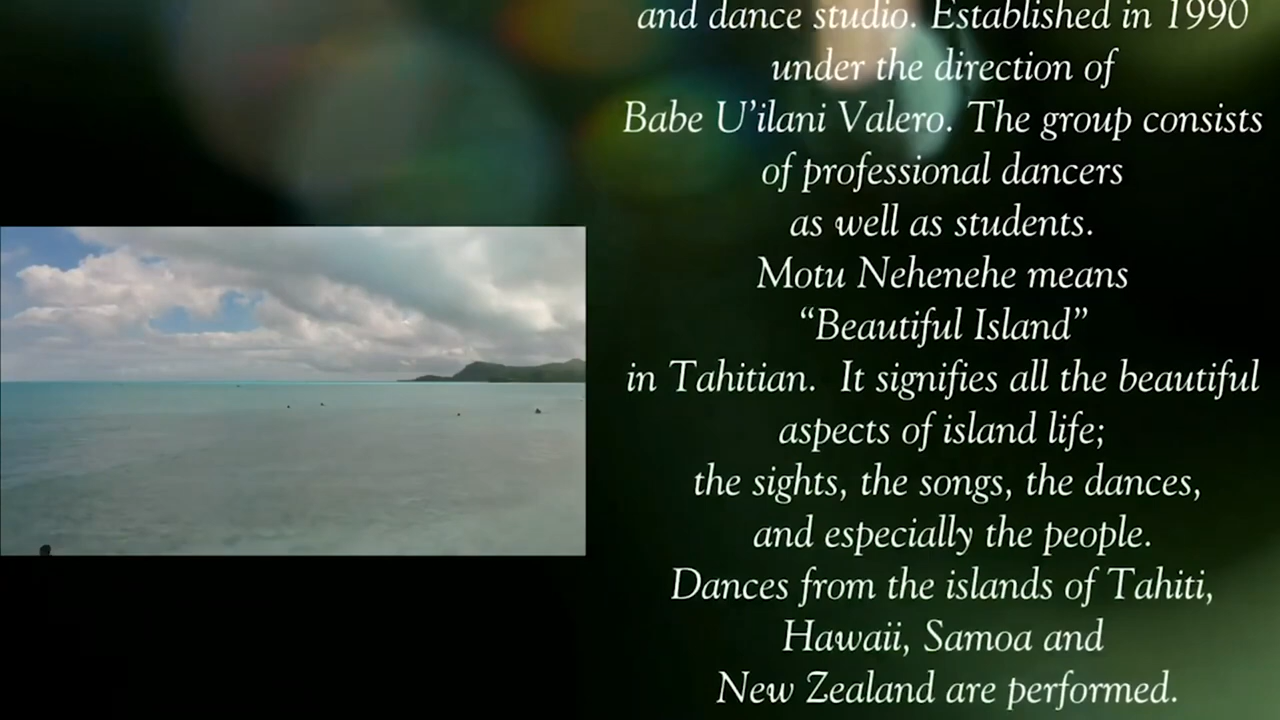 and dance studio. Established in 1990
under the direction of
Babe U’ilani Valero. The group consists
of professional dancers
as well as students.
Motu Nehenehe means
“Beautiful Island”
in Tahitian.  It signifies all the beautiful
aspects of island life;
the sights, the songs, the dances,
and especially the people.
Dances from the islands of Tahiti,
Hawaii, Samoa and
New Zealand are performed.